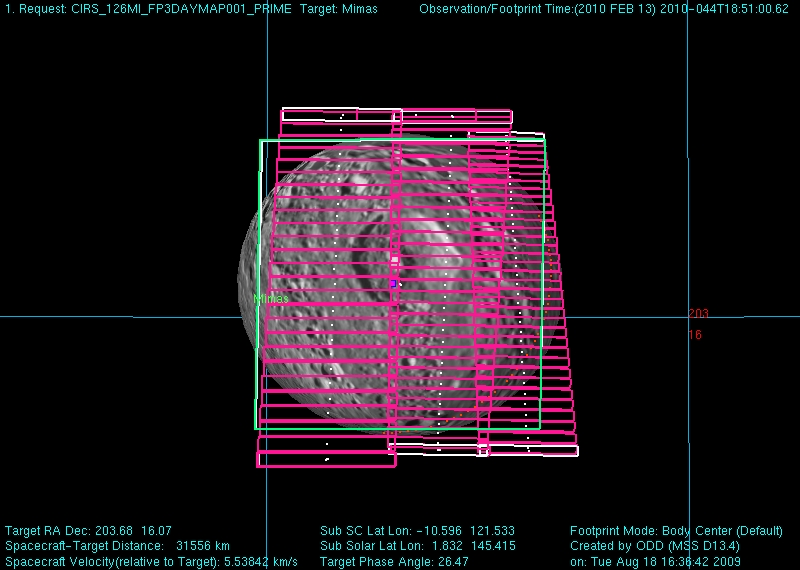 1. Request: CIRS_126MI_FP3DAYMAP001_PRIME Target: Mimas Observation/Footprint Time:(2010 FEB 13) 2010-044T18:51:00.62
Mimas
203
16
Target RA Dec: 203.68 16.07 Sub SC Lat Lon: -10.596 121.533 Footprint Mode: Body Center (Default)
Spacecraft-Target Distance: 31556 km Sub Solar Lat Lon: 1.832 145.415 Created by ODD (MSS D13.4)
Spacecraft Velocity(relative to Target): 5.53842 km/s Target Phase Angle: 26.47 on: Tue Aug 18 16:36:42 2009